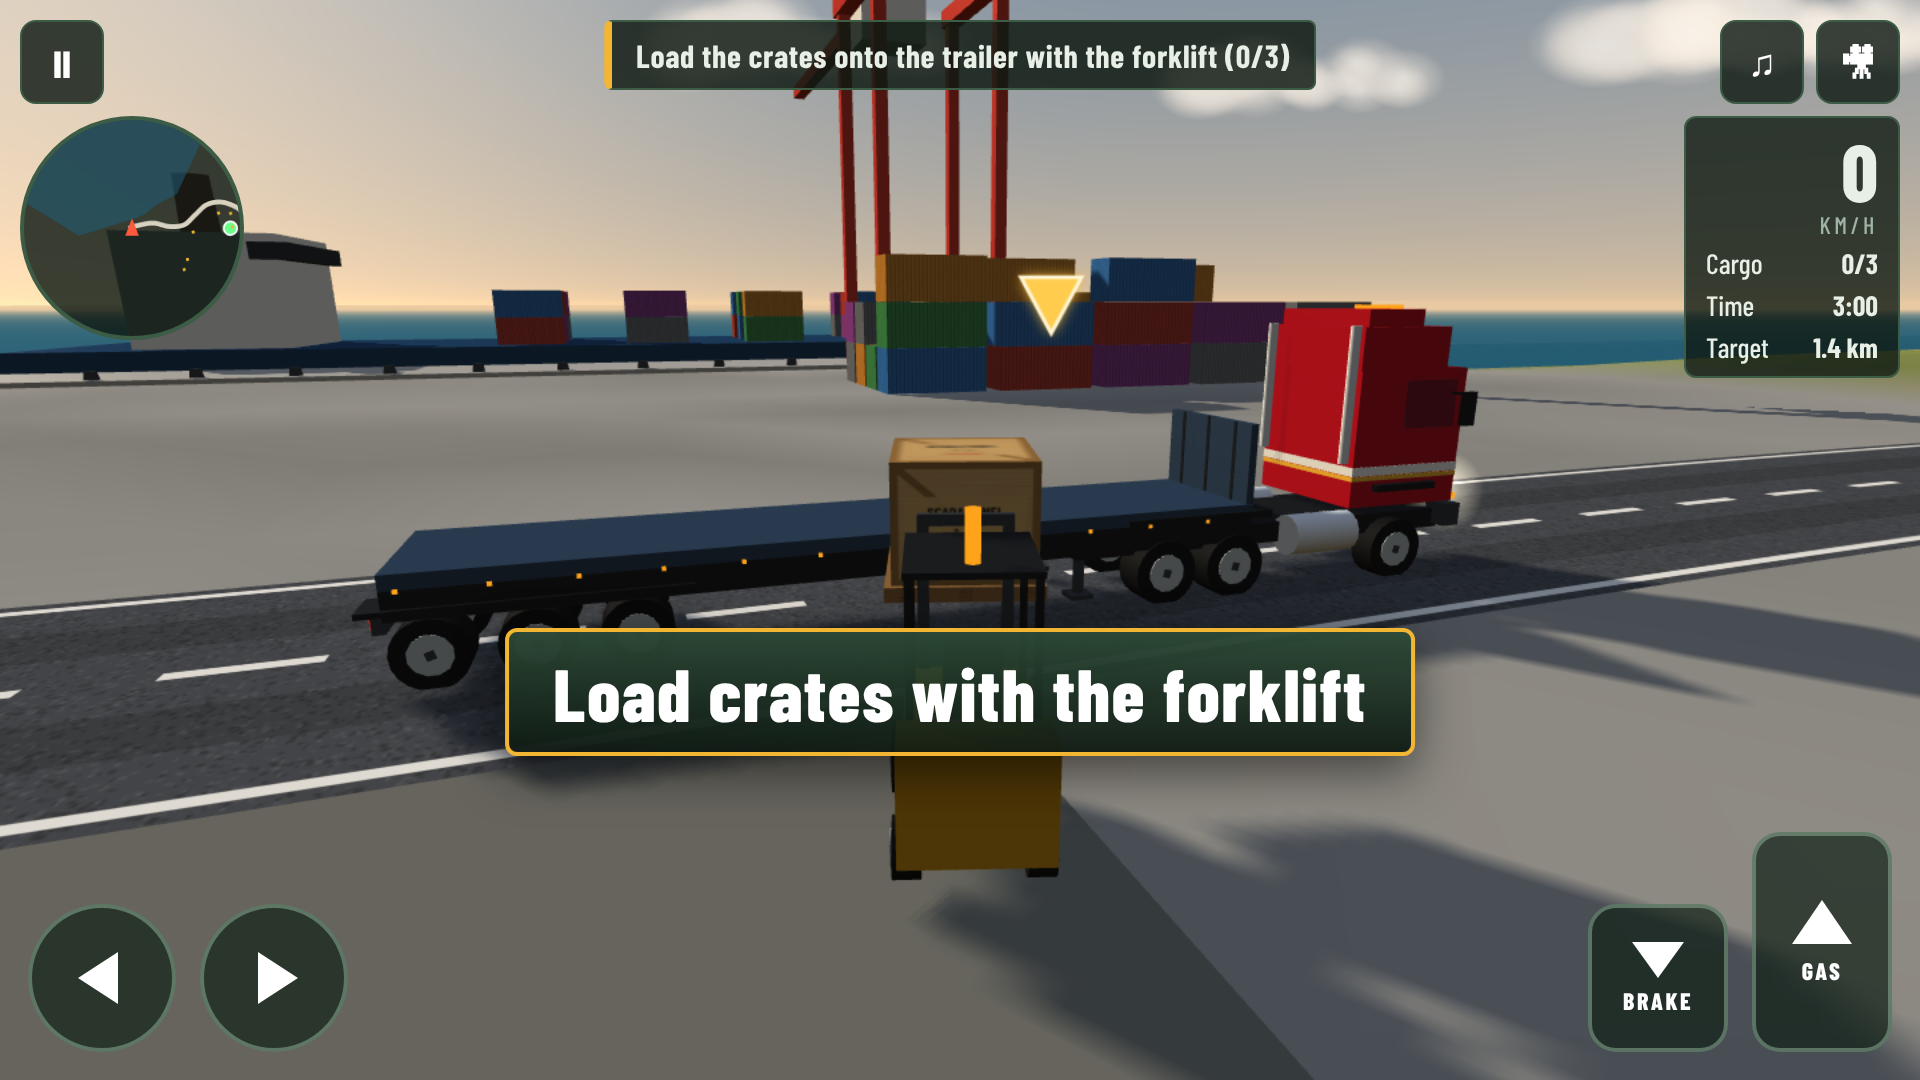 Load the crates onto the trailer with the forklift (0/3)
0
KM/H
Cargo 0/3
Time 3:00
Target 1.4 km
Load crates with the forklift
BRAKE
GAS